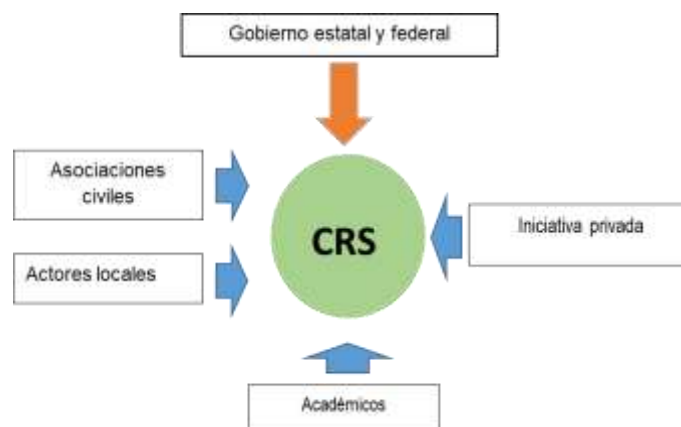 Gobierno estatal y federal
Asociaciones
civiles
CRS
Iniciativa privada
Actores locales
Académicos